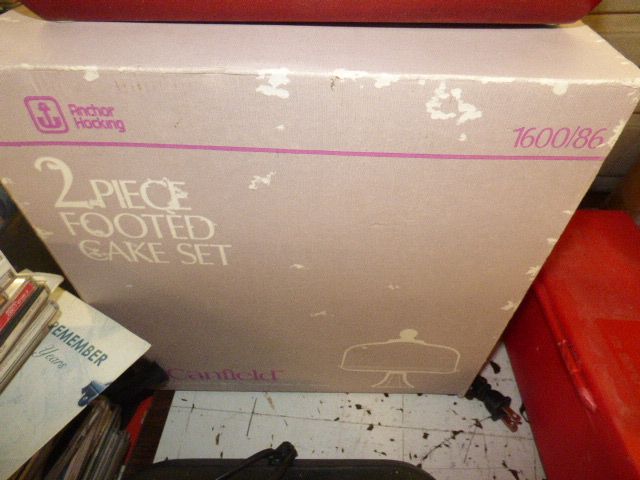 Anchor
Hocking
1600/86
2 PIECE
FOOTED
CAKE SET
Canfield
REMEMBER
Years